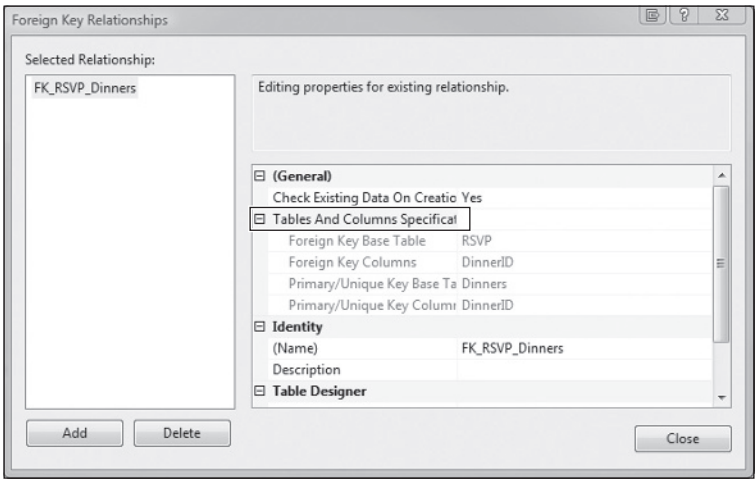 Foreign Key Relationships
Selected Relationship:
FK_RSVP_Dinners
Editing properties for existing relationship.
(General)
Check Existing Data On Creatio Yes
Tables And Columns Specificat
Foreign Key Base Table RSVP
Foreign Key Columns DinnerID
Primary/Unique Key Base Ta Dinners
Primary/Unique Key Colum DinnerID
Identity
(Name) FK_RSVP_Dinners
Description
Table Designer
Add Delete
Close